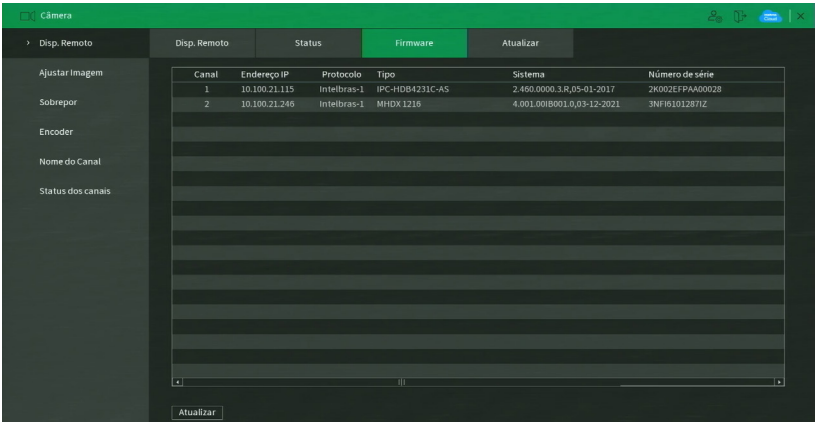 Câmera
Disp. Remoto
Disp. Remoto Status Firmware Atualizar
Ajustar Imagem
Sobrepor
Encoder
Nome do Canal
Status dos canais
Canal Endereço IP Protocolo Tipo Sistema Número de série
1 10.100.21.115 Intelbras-1 IPC-HDB4231C-AS 2.460.0000.3.R,05-01-2017 2K002EFPAA00028
2 10.100.21.246 Intelbras-1 MHDX 1216 4.001.00IB001.0,03-12-2021 3NFI6101287IZ
Atualizar